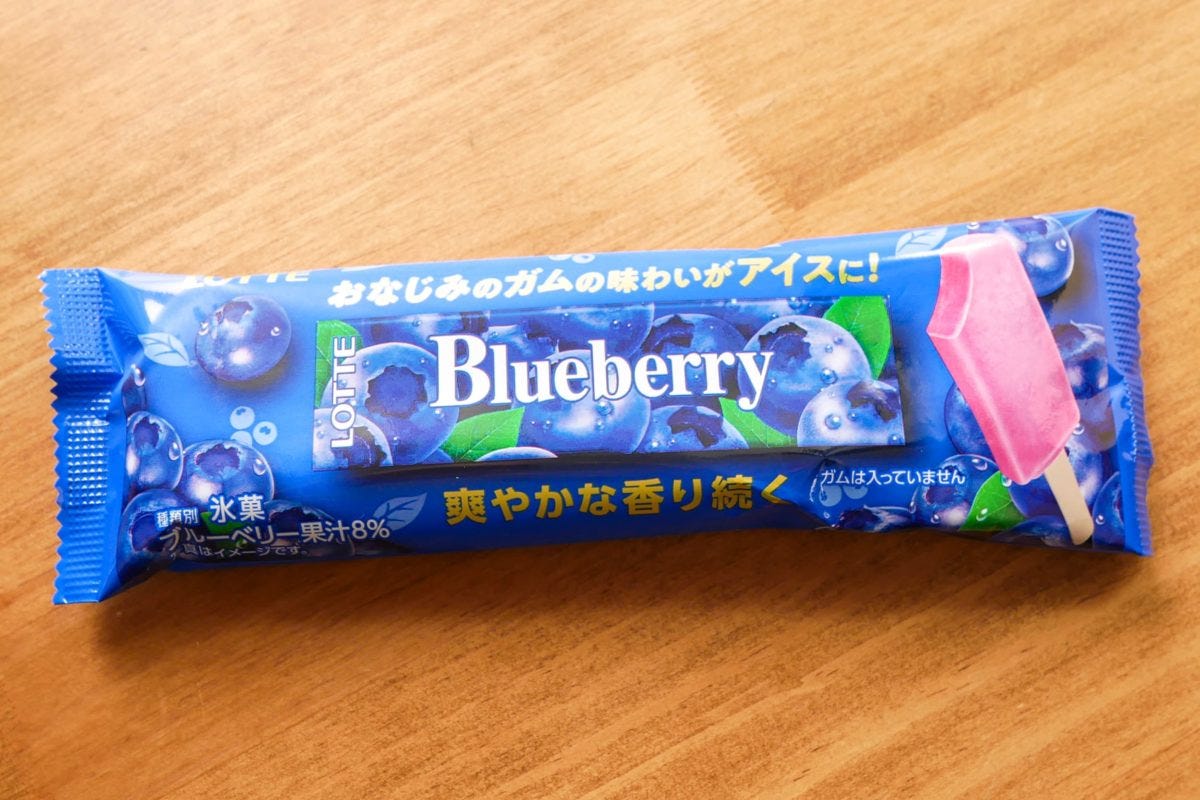 LOTTE
おなじみのガムの味わいがアイスに!
LOTTE
Blueberry
爽やかな香り続く
ガムは入っていません
種類別 氷菓
ブルーベリー果汁8%
真はイメージです。